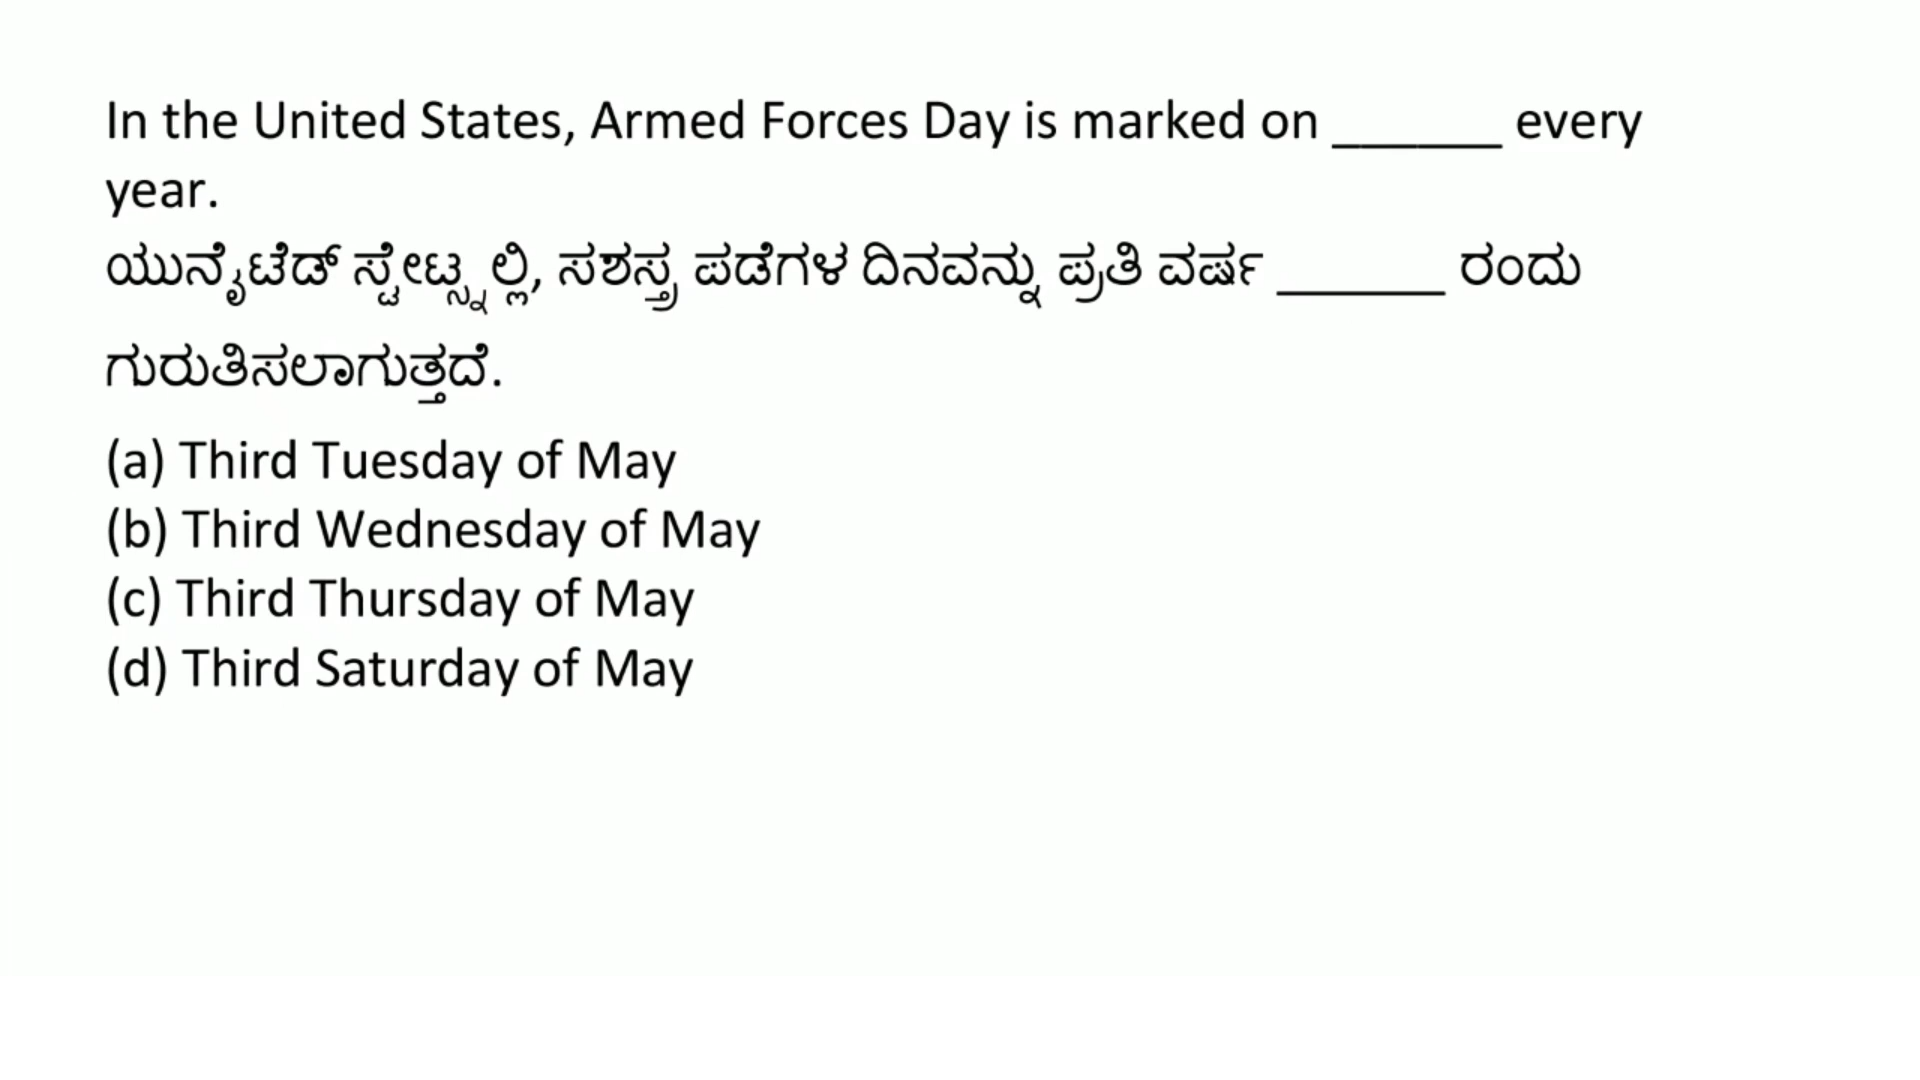 In the United States, Armed Forces Day is marked on ______ every
year.
ಯುನೈಟೆಡ್ ಸ್ಟೇಟ್ಸ್ನಲ್ಲಿ, ಸಶಸ್ತ್ರ ಪಡೆಗಳ ದಿನವನ್ನು ಪ್ರತಿ ವರ್ಷ ______ ರಂದು
ಗುರುತಿಸಲಾಗುತ್ತದೆ.
(a) Third Tuesday of May
(b) Third Wednesday of May
(c) Third Thursday of May
(d) Third Saturday of May